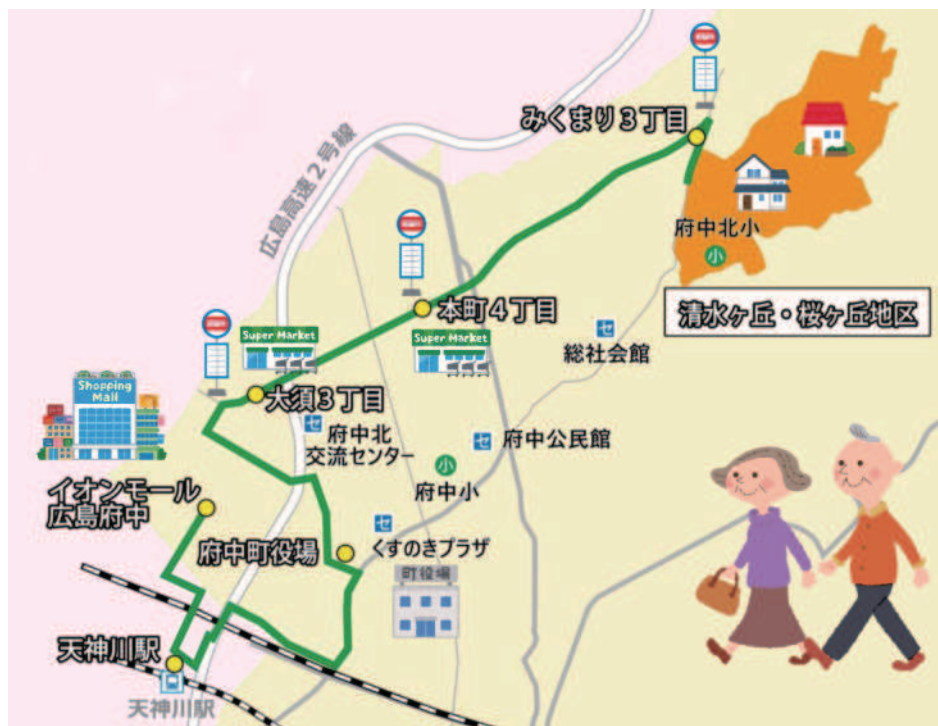 みくまり3丁目
広島高速2号線
府中北小
小
清水ヶ丘・桜ヶ丘地区
本町4丁目
Super Market
Super Market
セ
総社会館
Shopping
Mall
大須3丁目
セ
府中北
交流センター
セ
府中公民館
小
府中小
イオンモール
広島府中
セ
くすのきプラザ
府中町役場
町役場
天神川駅
天神川駅